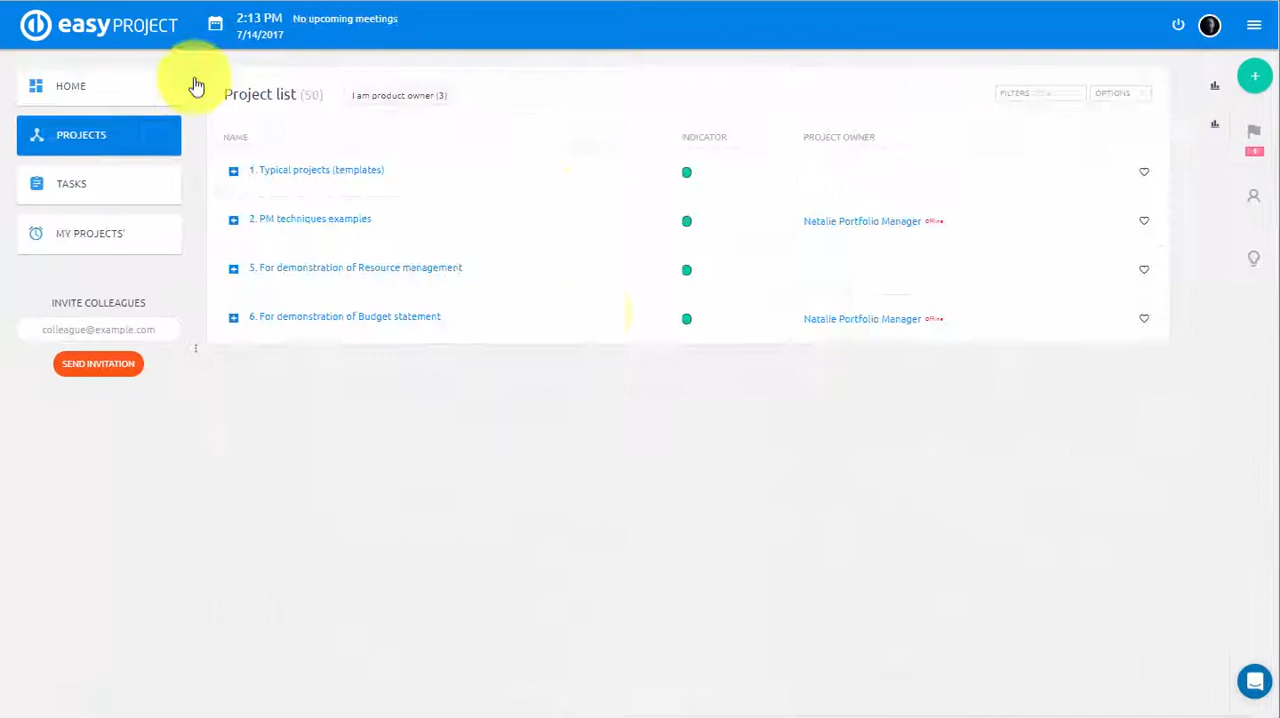 easyPROJECT
2:13 PM No upcoming meetings
7/14/2017
HOME
PROJECTS
TASKS
MY PROJECTS'
INVITE COLLEAGUES
colleague@example.com
SEND INVITATION
Project list (50) I am product owner (3)
FILTERS OPTIONS
NAME INDICATOR PROJECT OWNER
1. Typical projects (templates)
2. PM techniques examples Natalie Portfolio Manager Offline
5. For demonstration of Resource management
6. For demonstration of Budget statement Natalie Portfolio Manager Offline